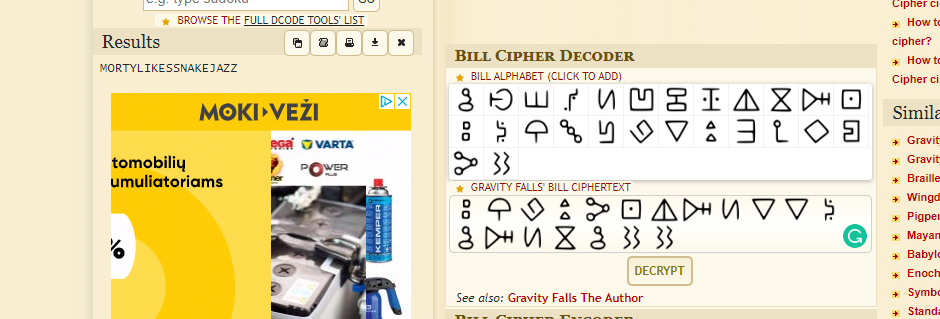 e.g. type sudoku
GO
BROWSE THE FULL DCODE TOOLS' LIST
Results
MORTYLIKESSNAKEJAZZ
MOKI VEŽI
tomobilių
umuliatoriams
%
VARTA
POWER
PLUS
KEMPER
BILL CIPHER DECODER
BILL ALPHABET (CLICK TO ADD)
GRAVITY FALLS' BILL CIPHERTEXT
DECRYPT
See also: Gravity Falls The Author
BILL CIPHER ENCODER
Cipher ci
How to
cipher?
How to
Cipher ci
Simila
Gravity
Gravity
Braille
Wingd
Pigper
Mayan
Babylo
Enoch
Symbo
Standa